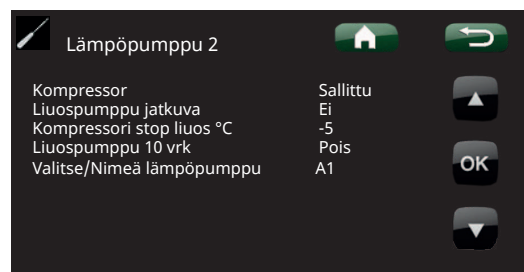 Lämpöpumppu 2
Kompressor Sallittu
Liuospumppu jatkuva Ei
Kompressori stop liuos °C -5
Liuospumppu 10 vrk Pois
Valitse/Nimeä lämpöpumppu A1
OK